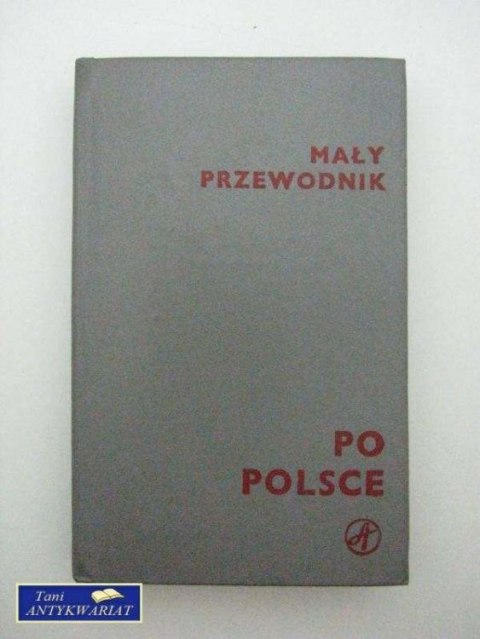 MAŁY
PRZEWODNIK
PO
POLSCE
Tani
ANTYKWARIAT